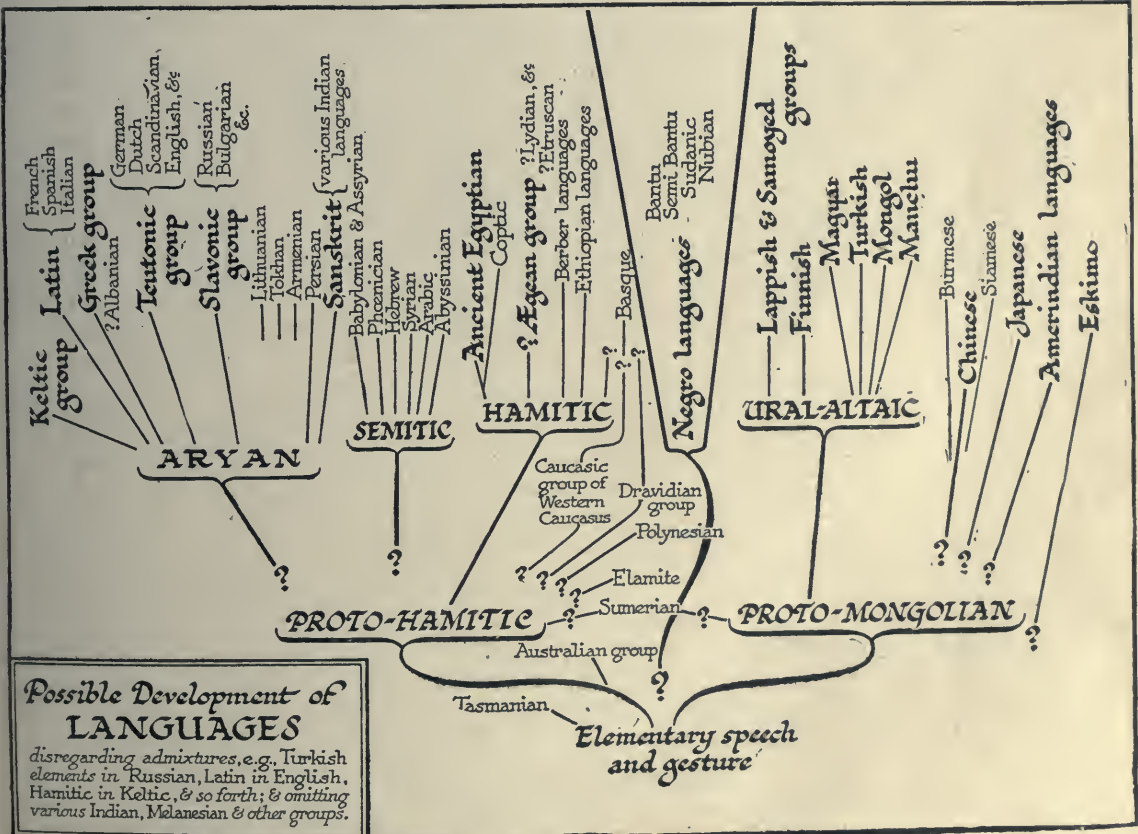 Keltic
group
Latin
French
Spanish
Italian
Greek group
? Albanian
Teutonic
group
German
Dutch
Scandinavian,
English, &c
Slavonic
group
Russian
Bulgarian
&c.
Lithuanian
Tokhan
Armenian
Persian
Sanskrit
various Indian
languages
ARYAN
?
Babylonian & Assyrian
Phœnician
Hebrew
Syrian
Arabic
Abyssinian
SEMITIC
?
Ancient Egyptian
Coptic
? Ægean group
? Lydian, &c
? Etruscan
Berber languages
Ethiopian languages
HAMITIC
Basque
?
?
?
Caucasic
group of
Western
Caucasus
Dravidian
group
Polynesian
Elamite
Sumerian
?
?
?
?
?
?
Bantu
Semi Bantu
Sudanic
Nubian
Negro languages
Lappish & Samoyed
groups
Finnish
Magyar
Turkish
Mongol
Manchu
URAL-ALTAIC
Burmese
Chinese
Siamese
Japanese
Amerindian languages
Eskimo
?
?
?
?
PROTO-HAMITIC
PROTO-MONGOLIAN
Australian group
?
Tasmanian
Elementary speech
and gesture
Possible Development of
LANGUAGES
disregarding admixtures, e.g., Turkish
elements in Russian, Latin in English,
Hamitic in Keltic, & so forth; & omitting
various Indian, Melanesian & other groups.